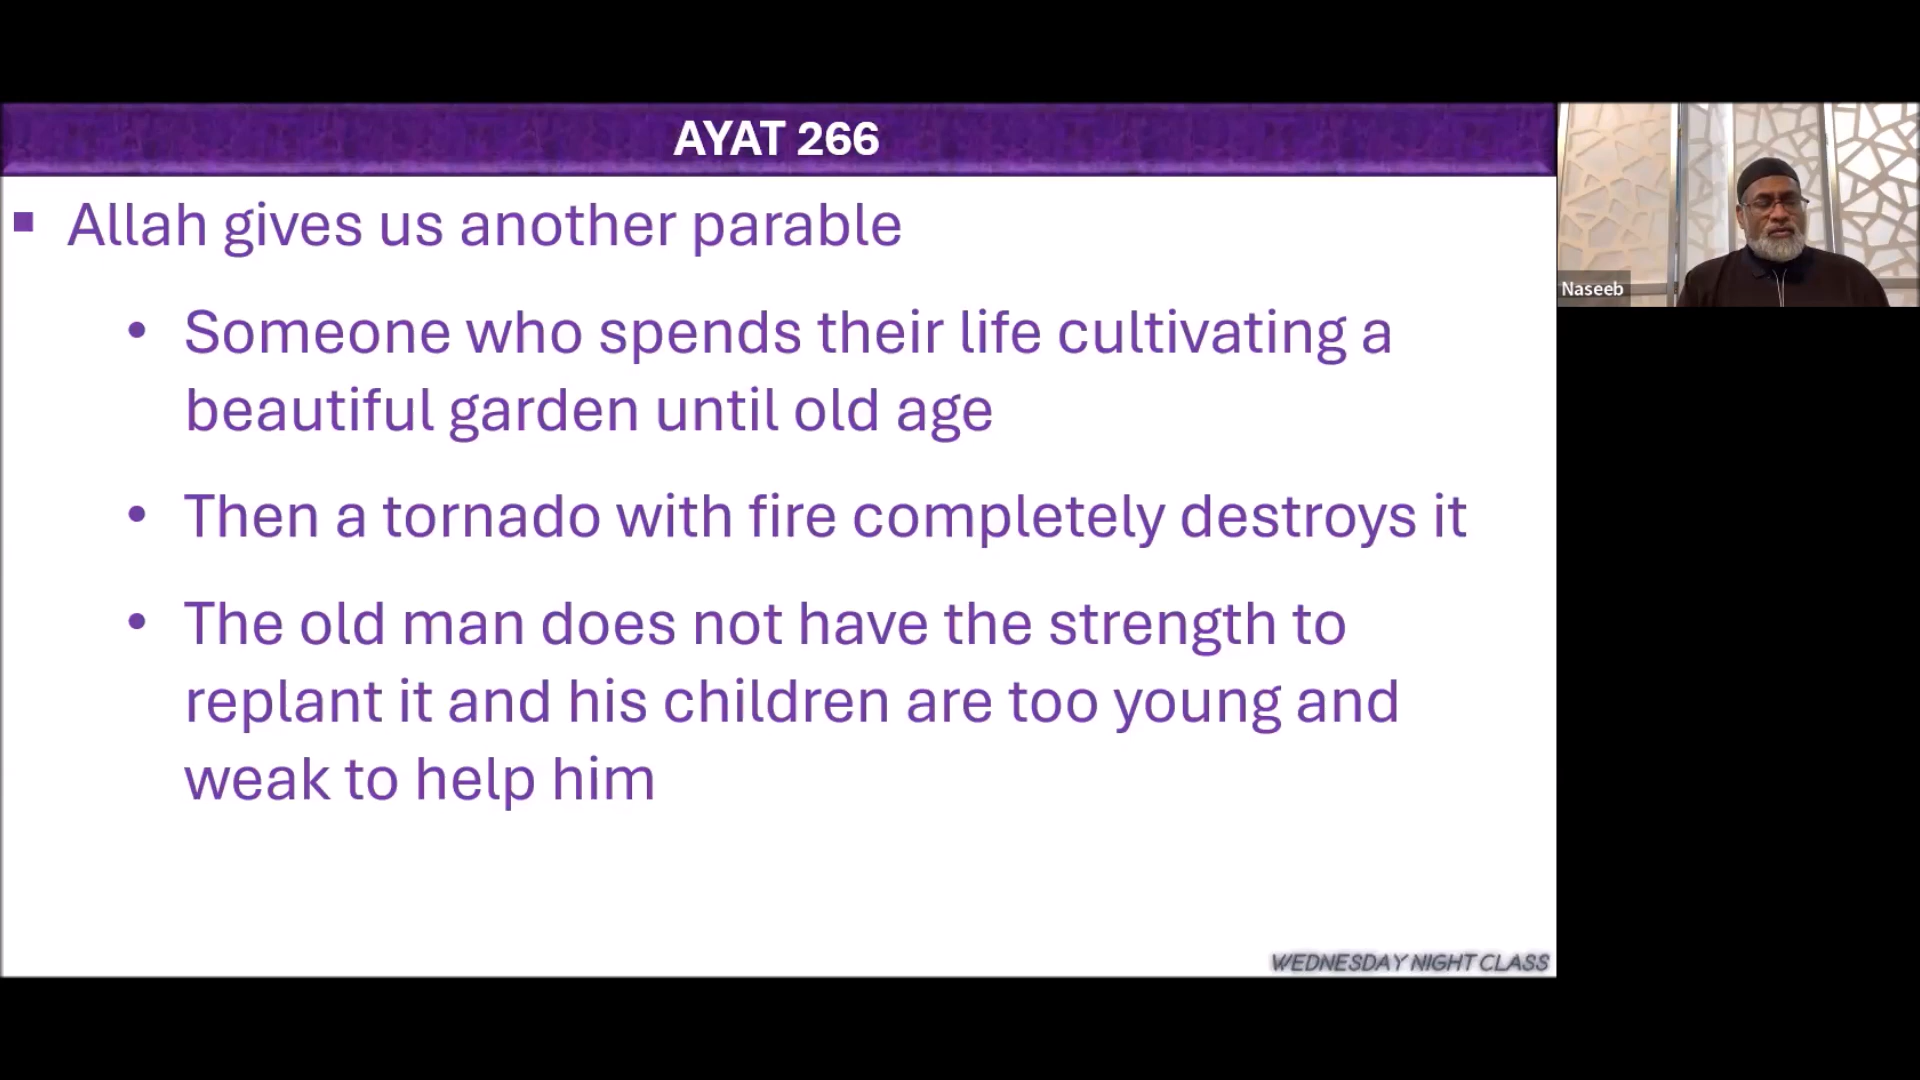 AYAT 266
▪ Allah gives us another parable
• Someone who spends their life cultivating a
beautiful garden until old age
• Then a tornado with fire completely destroys it
• The old man does not have the strength to
replant it and his children are too young and
weak to help him
WEDNESDAY NIGHT CLASS
Naseeb